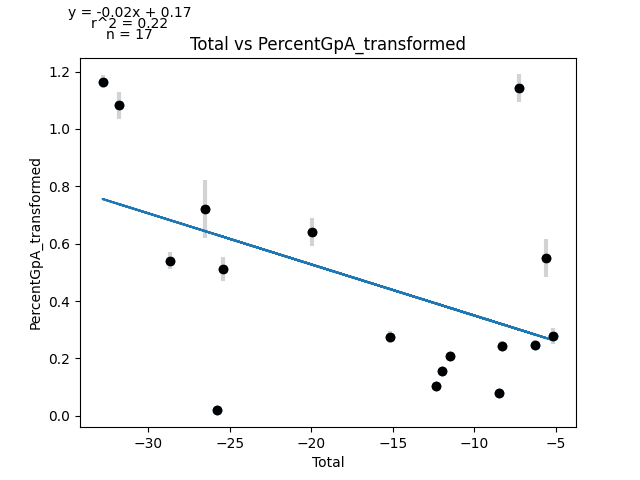 y = -0.02x + 0.17
r^2 = 0.22
n = 17
Total vs PercentGpA_transformed
PercentGpA_transformed
1.2
1.0
0.8
0.6
0.4
0.2
0.0
−30
−25
−20
−15
−10
−5
Total